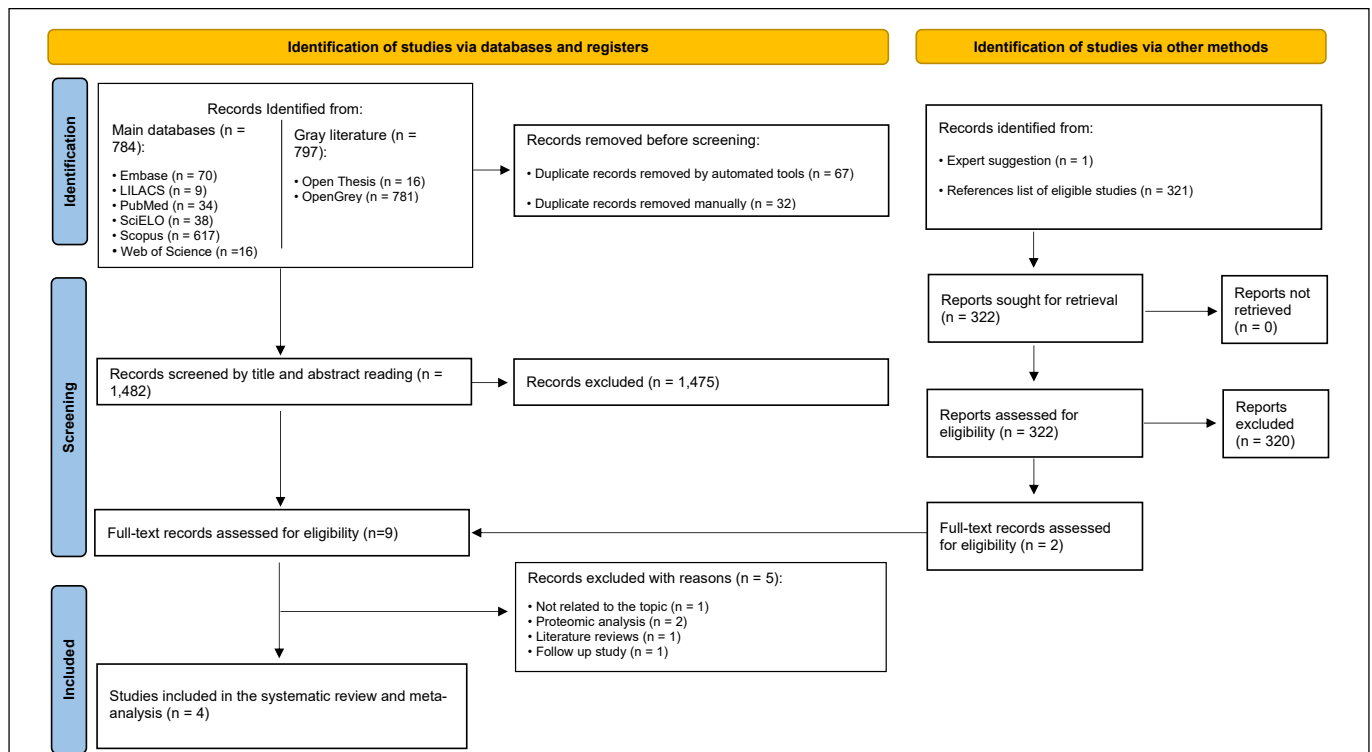 Identification of studies via databases and registers
Identification of studies via other methods
Identification
Records Identified from:
Main databases (n =
784):
• Embase (n = 70)
• LILACS (n = 9)
• PubMed (n = 34)
• SciELO (n = 38)
• Scopus (n = 617)
• Web of Science (n =16)
Gray literature (n =
797):
• Open Thesis (n = 16)
• OpenGrey (n = 781)
Records removed before screening:
• Duplicate records removed by automated tools (n = 67)
• Duplicate records removed manually (n = 32)
Records identified from:
• Expert suggestion (n = 1)
• References list of eligible studies (n = 321)
Screening
Records screened by title and abstract reading (n =
1,482)
Records excluded (n = 1,475)
Reports sought for retrieval
(n = 322)
Reports not
retrieved
(n = 0)
Reports assessed for
eligibility (n = 322)
Reports
excluded
(n = 320)
Full-text records assessed for eligibility (n=9)
Full-text records assessed
for eligibility (n = 2)
Records excluded with reasons (n = 5):
• Not related to the topic (n = 1)
• Proteomic analysis (n = 2)
• Literature reviews (n = 1)
• Follow up study (n = 1)
Included
Studies included in the systematic review and meta-
analysis (n = 4)